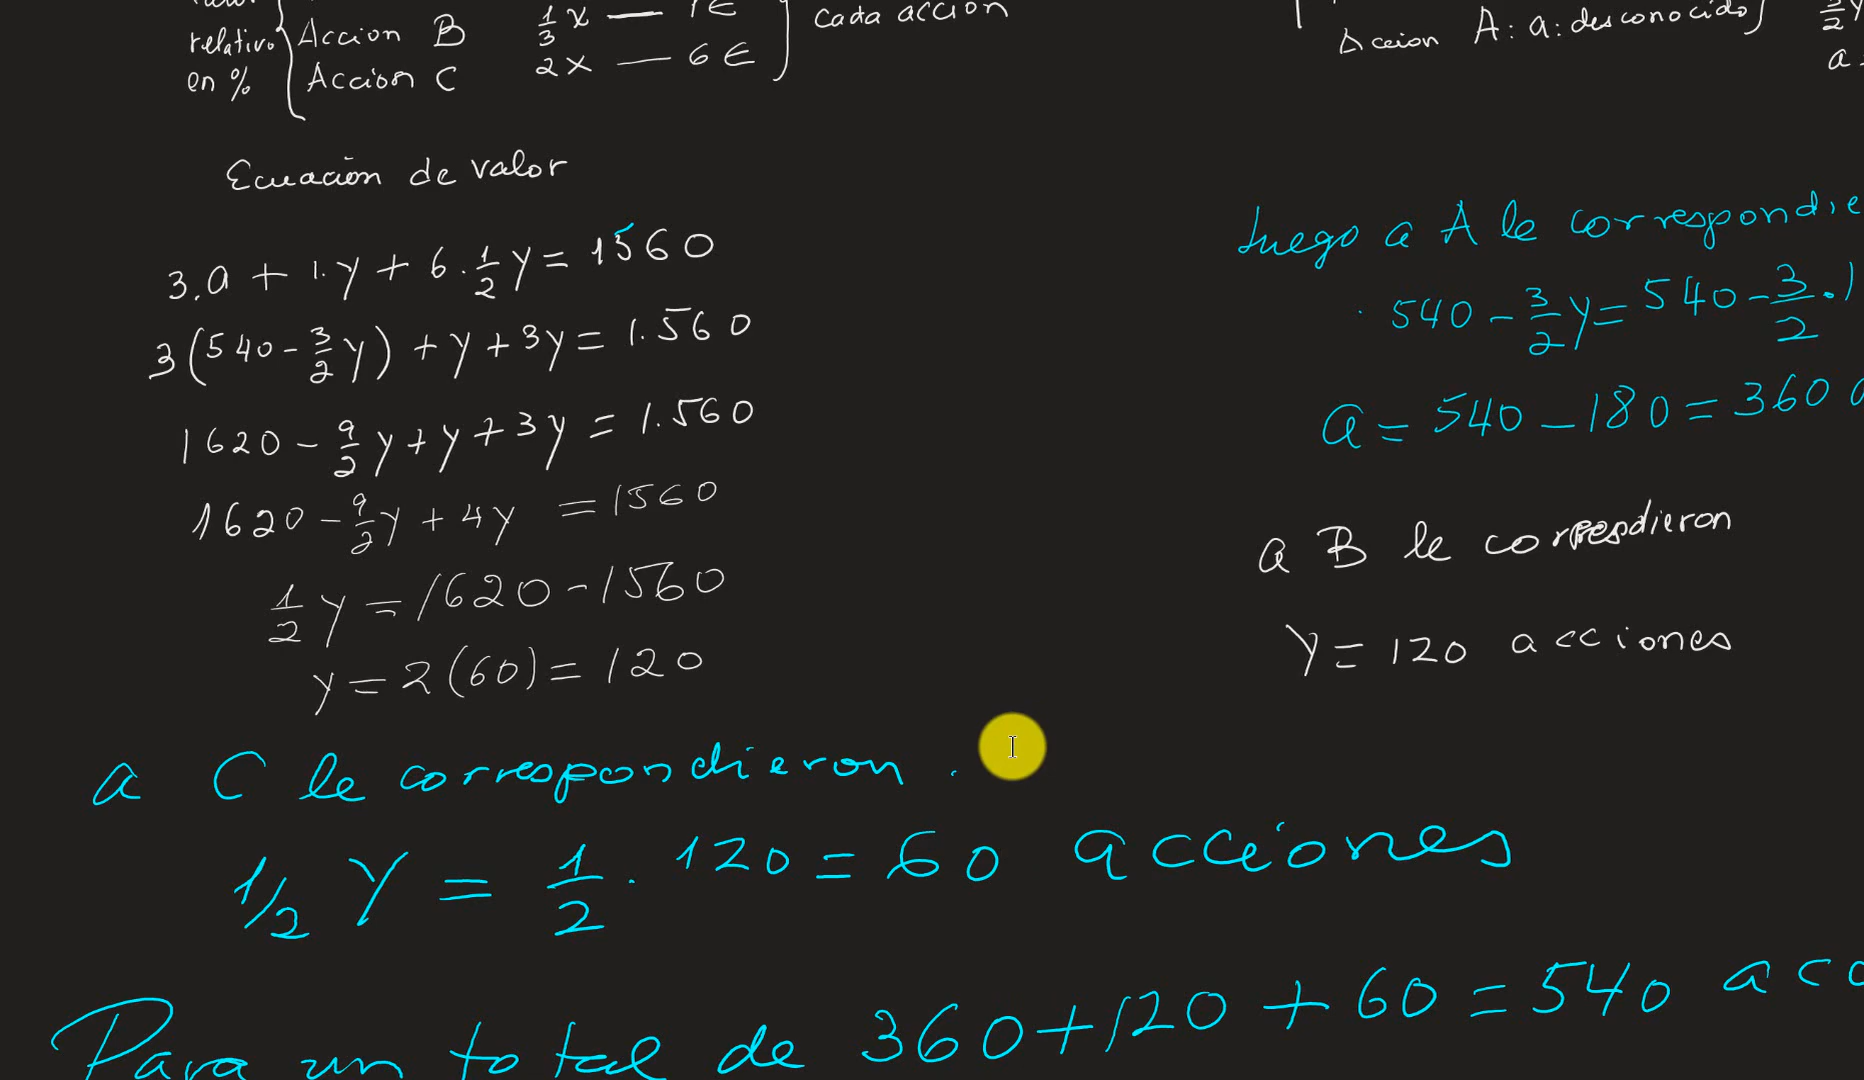 relativo Accion B 1/3 x — 1€ cada acción
en % Acción C 2x — 6€
Accion A: a: desconocido
Ecuación de valor
3.a + 1.y + 6.1/2 y = 1560
3(540 - 3/2 y) + y + 3y = 1.560
1620 - 9/2 y + y + 3y = 1.560
1620 - 9/2 y + 4y = 1560
1/2 y = 1620 - 1560
y = 2(60) = 120
luego a A le
540 - 3/2 y = 540 - 3/2 .
a = 540 - 180 = 360
a B le
Y = 120 acciones
a C le correspondieron.
1/2 Y = 1/2 . 120 = 60 acciones
Para un total de 360 + 120 + 60 = 540